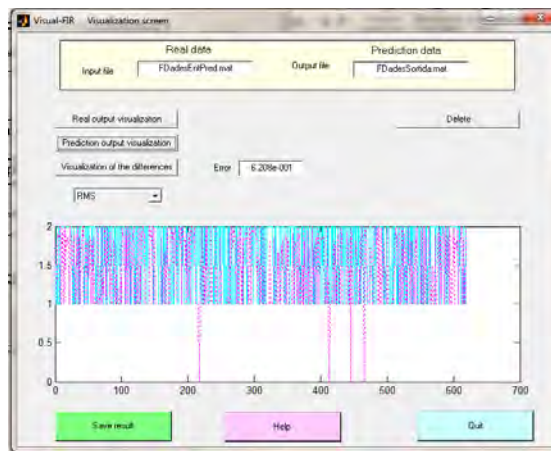 Visual-FIR Visualization screen
Real data
Prediction data
Input file
FDadesEntPred.mat
Output file
FDadesSortida.mat
Real output visualization
Delete
Prediction output visualization
Visualization of the differences
Error
6.208e-001
RMS
2
1.5
1
0.5
0
0 100 200 300 400 500 600 700
Save result
Help
Quit